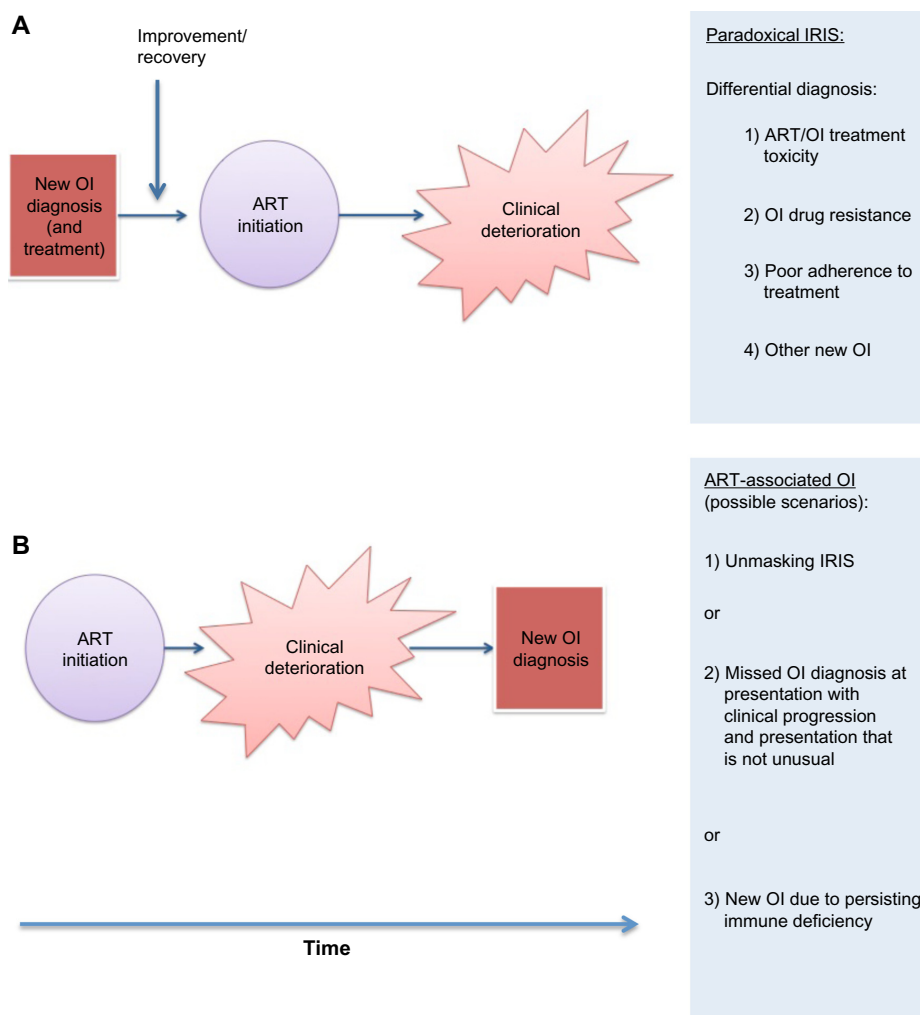 A
Improvement/
recovery
New OI
diagnosis
(and
treatment)
ART
initiation
Clinical
deterioration
Paradoxical IRIS:
Differential diagnosis:
1) ART/OI treatment
toxicity
2) OI drug resistance
3) Poor adherence to
treatment
4) Other new OI
B
ART
initiation
Clinical
deterioration
New OI
diagnosis
ART-associated OI
(possible scenarios):
1) Unmasking IRIS
or
2) Missed OI diagnosis at
presentation with
clinical progression
and presentation that
is not unusual
or
3) New OI due to persisting
immune deficiency
Time